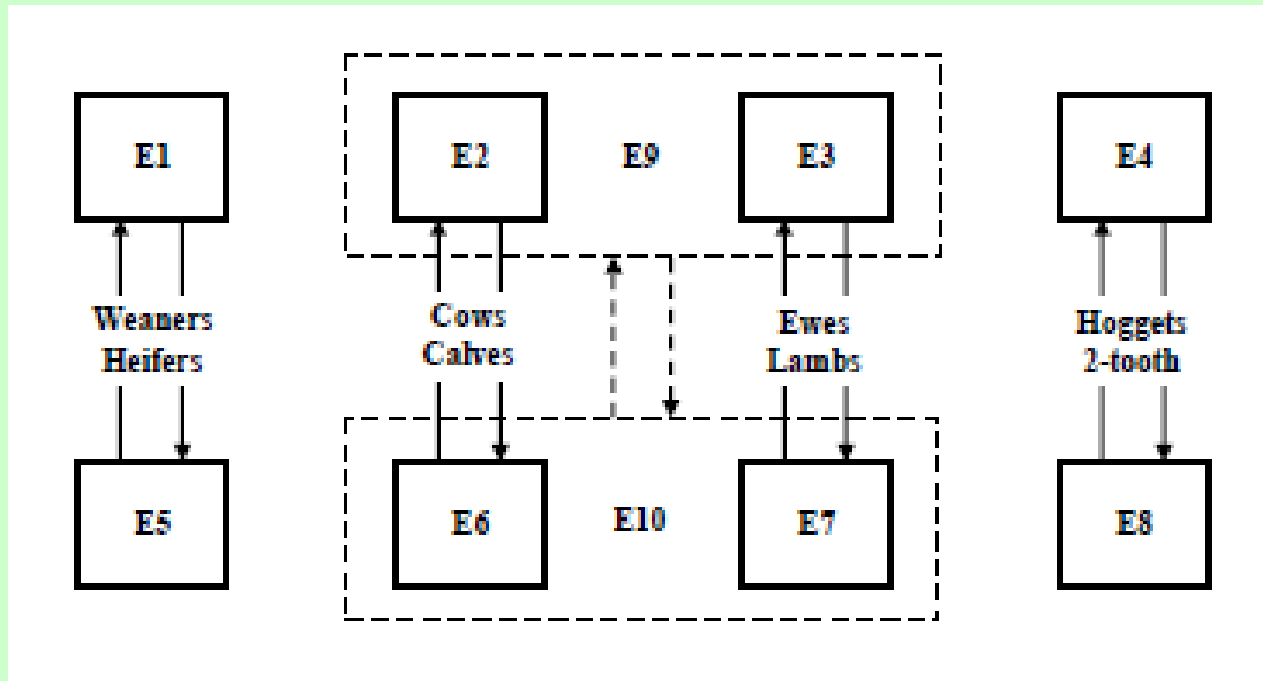 E1
E2
E9
E3
E4
Weaners
Heifers
Cows
Calves
Ewes
Lambs
Hoggets
2-tooth
E5
E6
E10
E7
E8